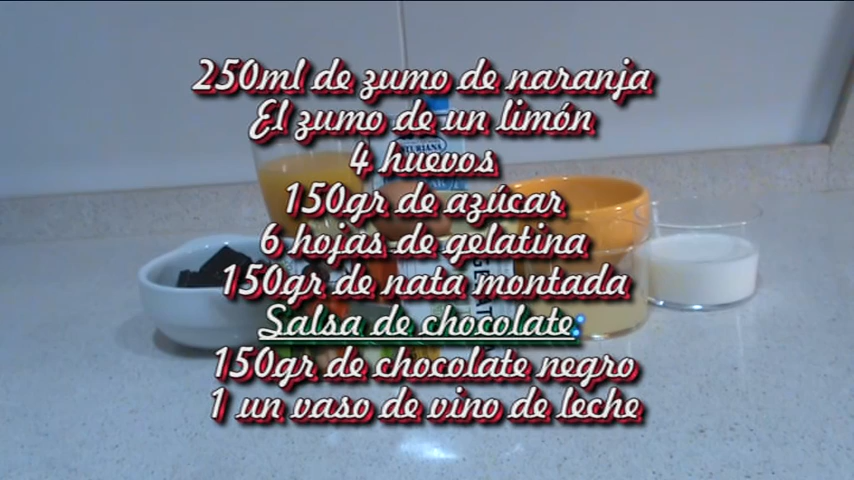 250ml de zumo de naranja
El zumo de un limón
4 huevos
150gr de azúcar
6 hojas de gelatina
150gr de nata montada
Salsa de chocolate:
150gr de chocolate negro
1 un vaso de vino de leche